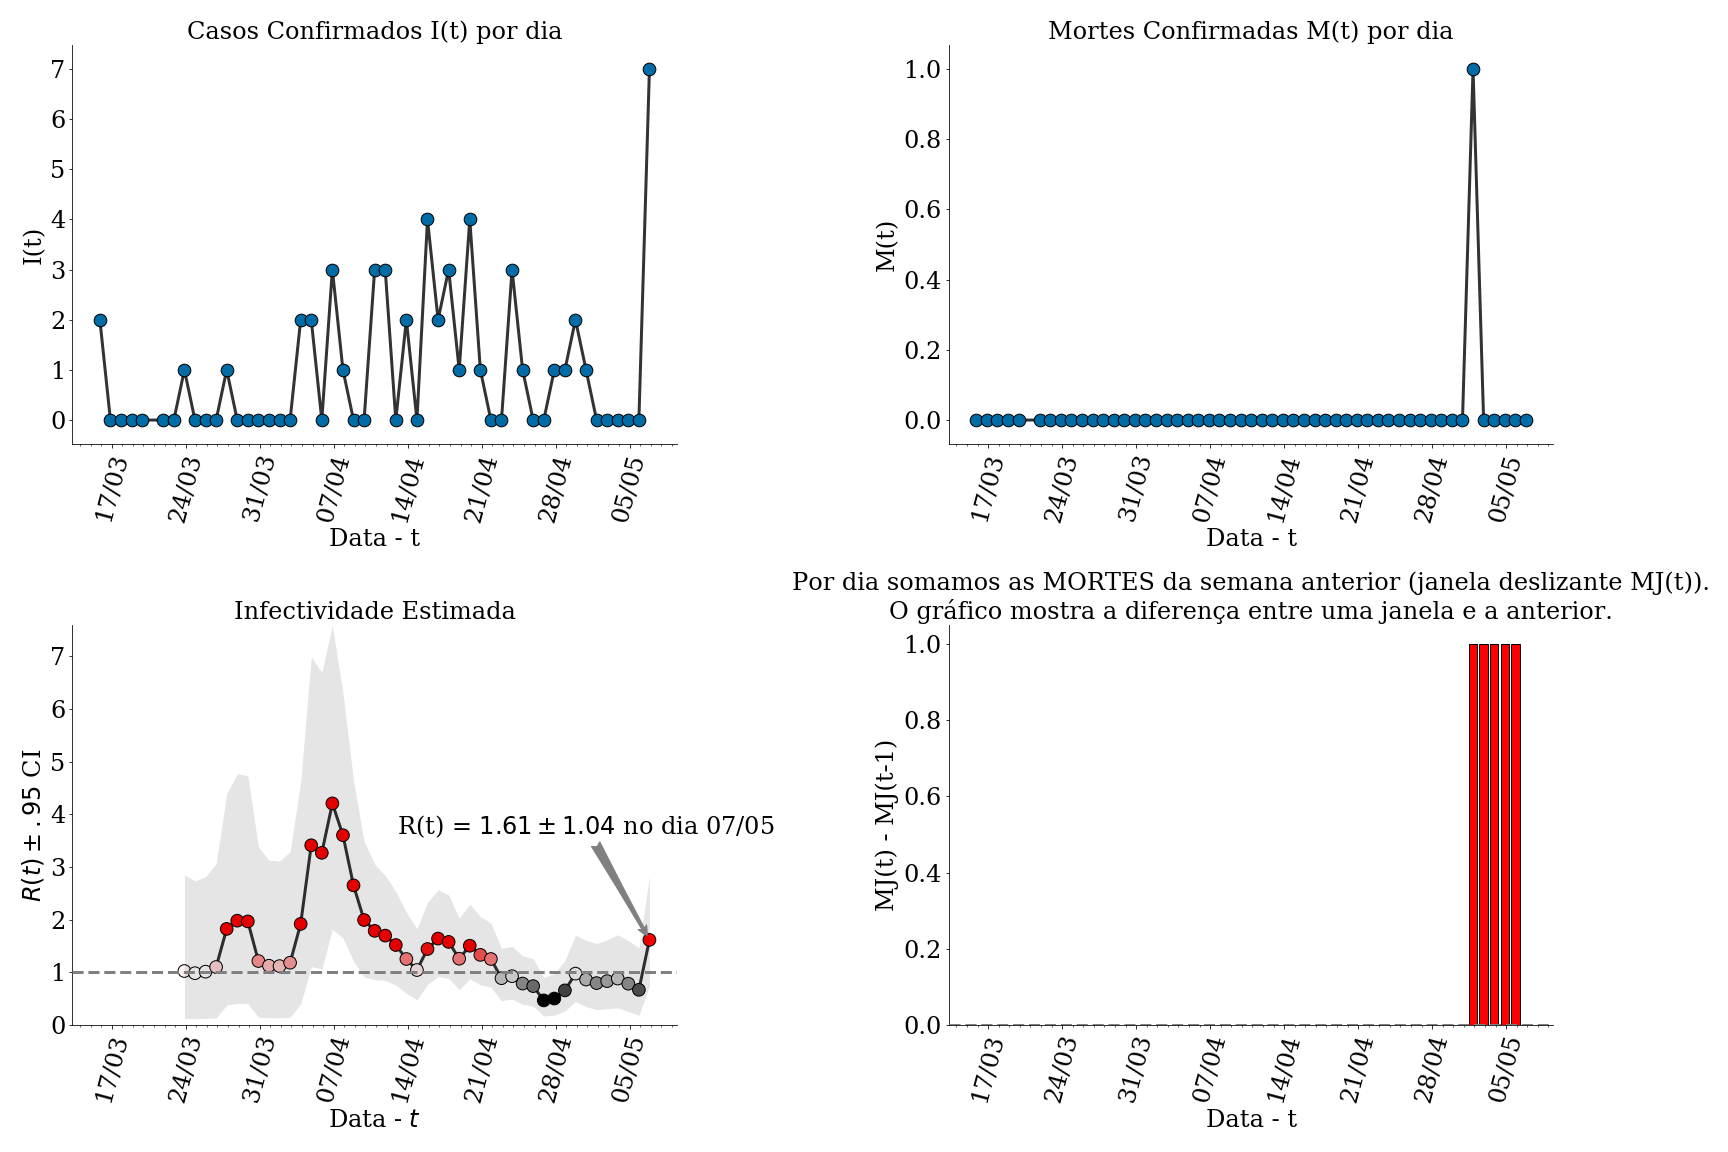 Casos Confirmados I(t) por dia
7
6
5
4
3
2
1
0
I(t)
17/03 24/03 31/03 07/04 14/04 21/04 28/04 05/05
Data - t
Mortes Confirmadas M(t) por dia
1.0
0.8
0.6
0.4
0.2
0.0
M(t)
17/03 24/03 31/03 07/04 14/04 21/04 28/04 05/05
Data - t
Infectividade Estimada
7
6
5
4
3
2
1
0
R(t) ± .95 CI
R(t) = 1.61 ± 1.04 no dia 07/05
17/03 24/03 31/03 07/04 14/04 21/04 28/04 05/05
Data - t
Por dia somamos as MORTES da semana anterior (janela deslizante MJ(t)).
O gráfico mostra a diferença entre uma janela e a anterior.
1.0
0.8
0.6
0.4
0.2
0.0
MJ(t) - MJ(t-1)
17/03 24/03 31/03 07/04 14/04 21/04 28/04 05/05
Data - t